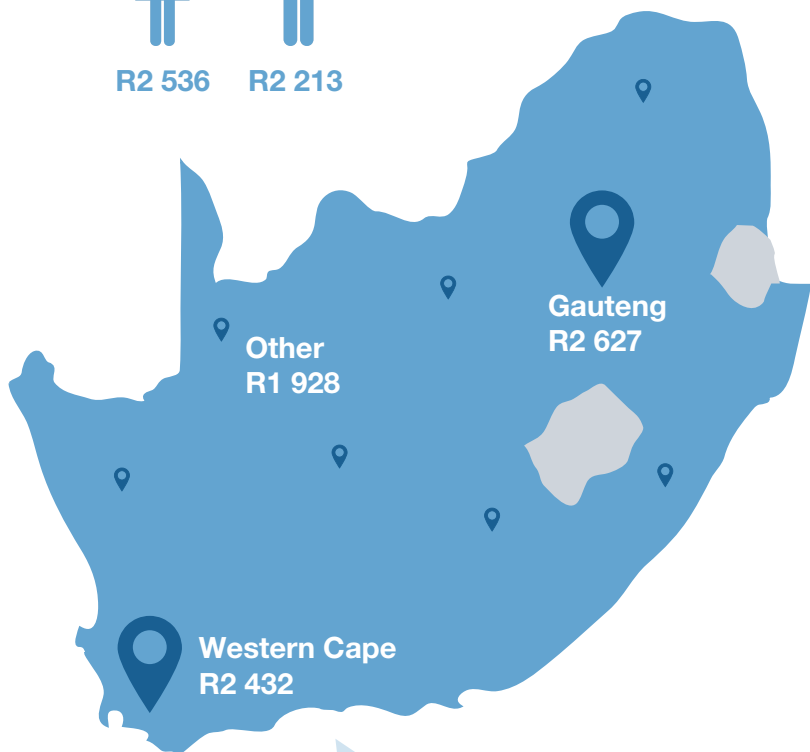 R2 536 R2 213
Gauteng
R2 627
Other
R1 928
Western Cape
R2 432